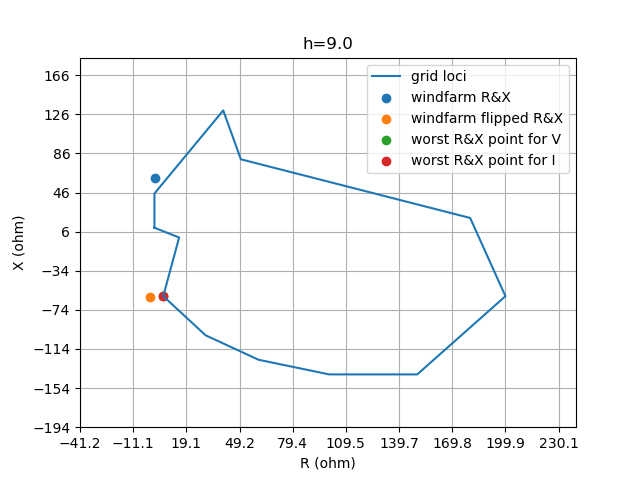 h=9.0
grid loci
windfarm R&X
windfarm flipped R&X
worst R&X point for V
worst R&X point for I
X (ohm)
166
126
86
46
6
−34
−74
−114
−154
−194
−41.2 −11.1 19.1 49.2 79.4 109.5 139.7 169.8 199.9 230.1
R (ohm)